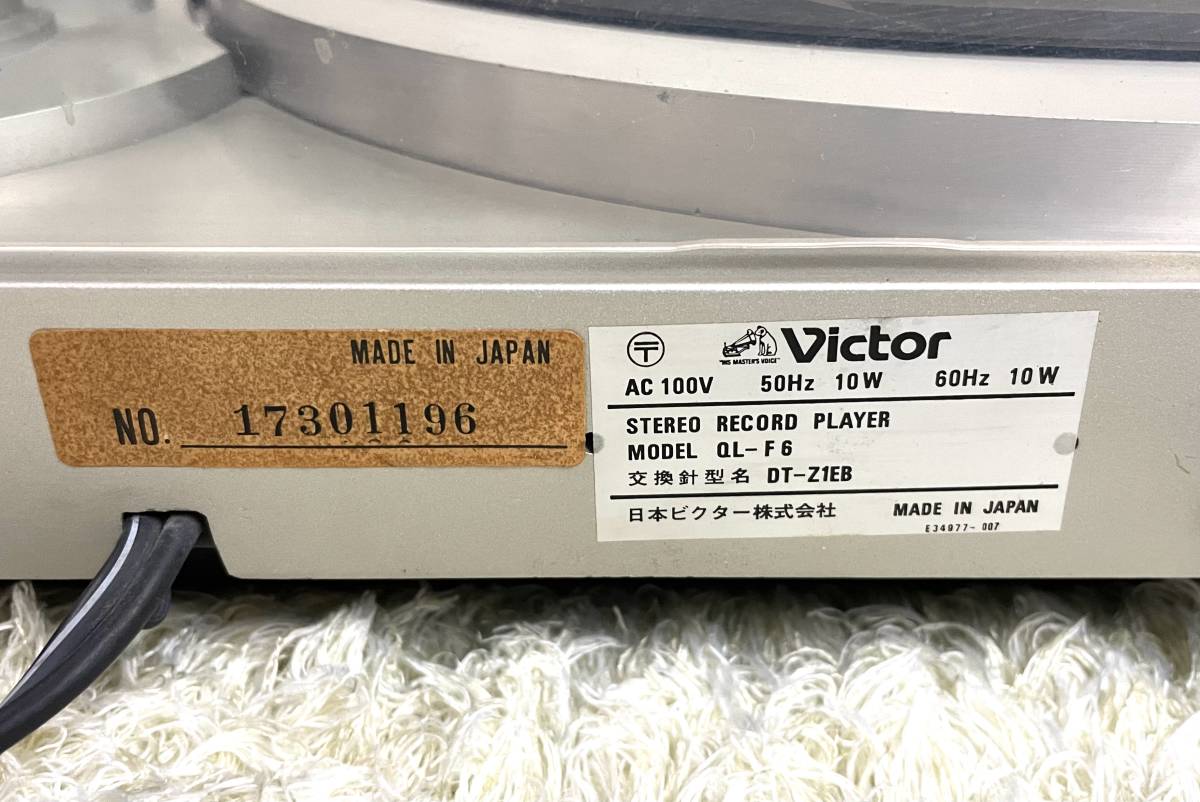 MADE IN JAPAN
NO. 17301196
〒 "HIS MASTER'S VOICE" Victor
AC 100V 50Hz 10W 60Hz 10W
STEREO RECORD PLAYER
MODEL QL-F6
交換針型名 DT-Z1EB
日本ビクター株式会社 MADE IN JAPAN
E34977-007